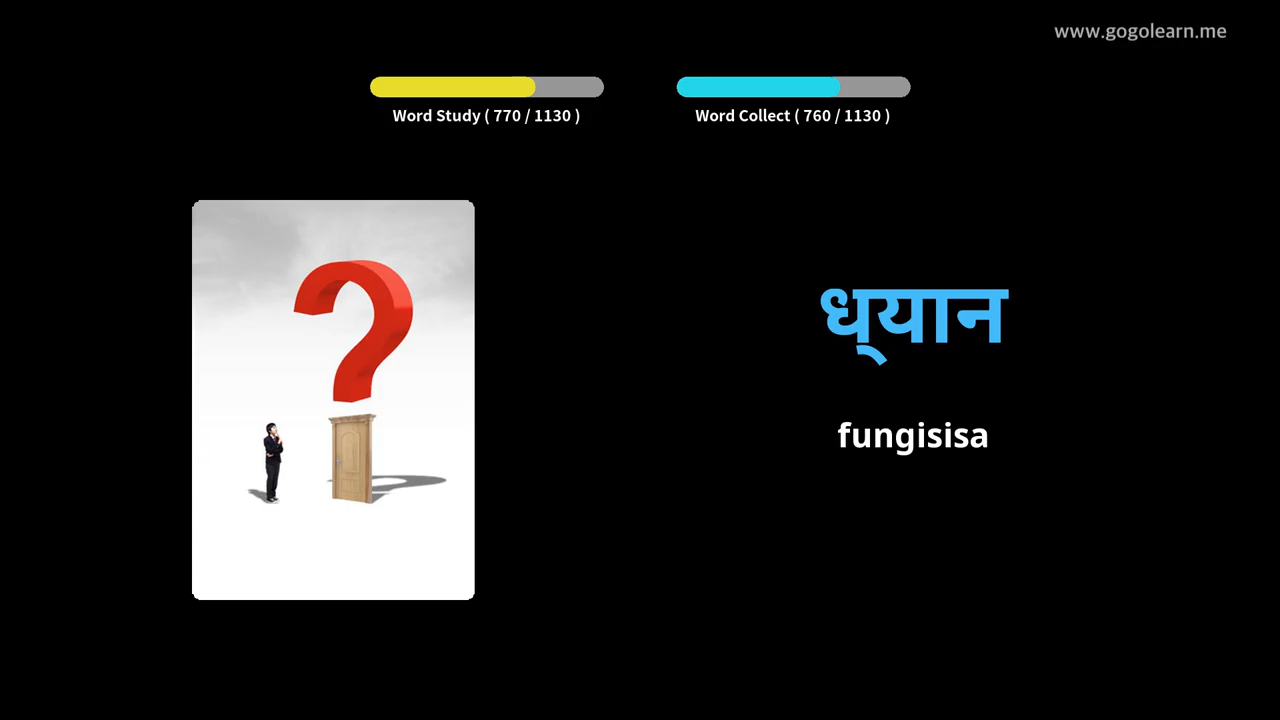 www.gogolearn.me
Word Study ( 770 / 1130 )
Word Collect ( 760 / 1130 )
ध्यान
fungisisa